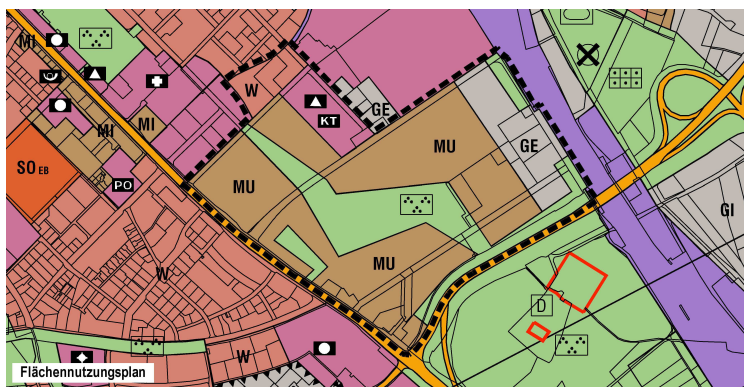 MI
W
KT
GE
MI
MI
MU
GE
SO EB
PO
MU
GI
MU
W
D
W
Flächennutzungsplan